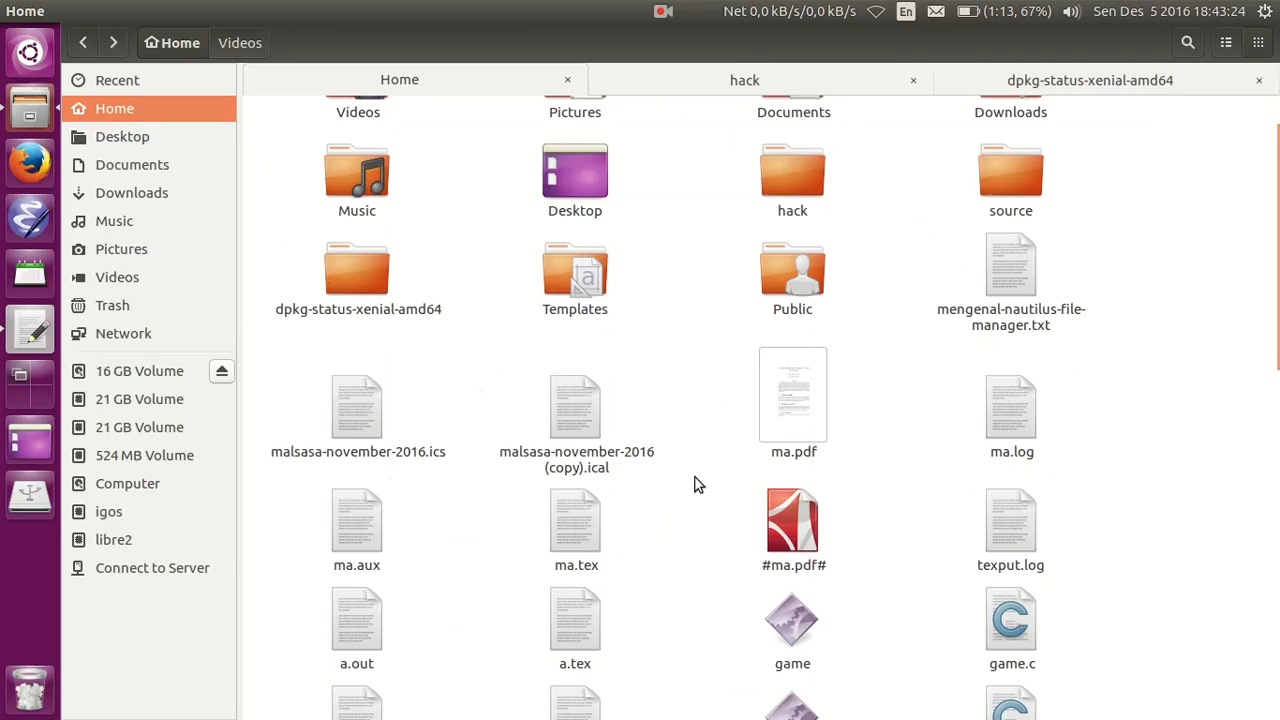 Home
Net 0,0 kB/s/0,0 kB/s
En
(1:13, 67%)
Sen Des 5 2016 18:43:24
Home
Videos
Home
hack
dpkg-status-xenial-amd64
Recent
Home
Desktop
Documents
Downloads
Music
Pictures
Videos
Trash
Network
16 GB Volume
21 GB Volume
21 GB Volume
524 MB Volume
Computer
igos
libre2
Connect to Server
Videos
Pictures
Documents
Downloads
Music
Desktop
hack
source
dpkg-status-xenial-amd64
Templates
Public
mengenal-nautilus-file-
manager.txt
malsasa-november-2016.ics
malsasa-november-2016
(copy).ical
ma.pdf
ma.log
ma.aux
ma.tex
#ma.pdf#
texput.log
a.out
a.tex
game
game.c